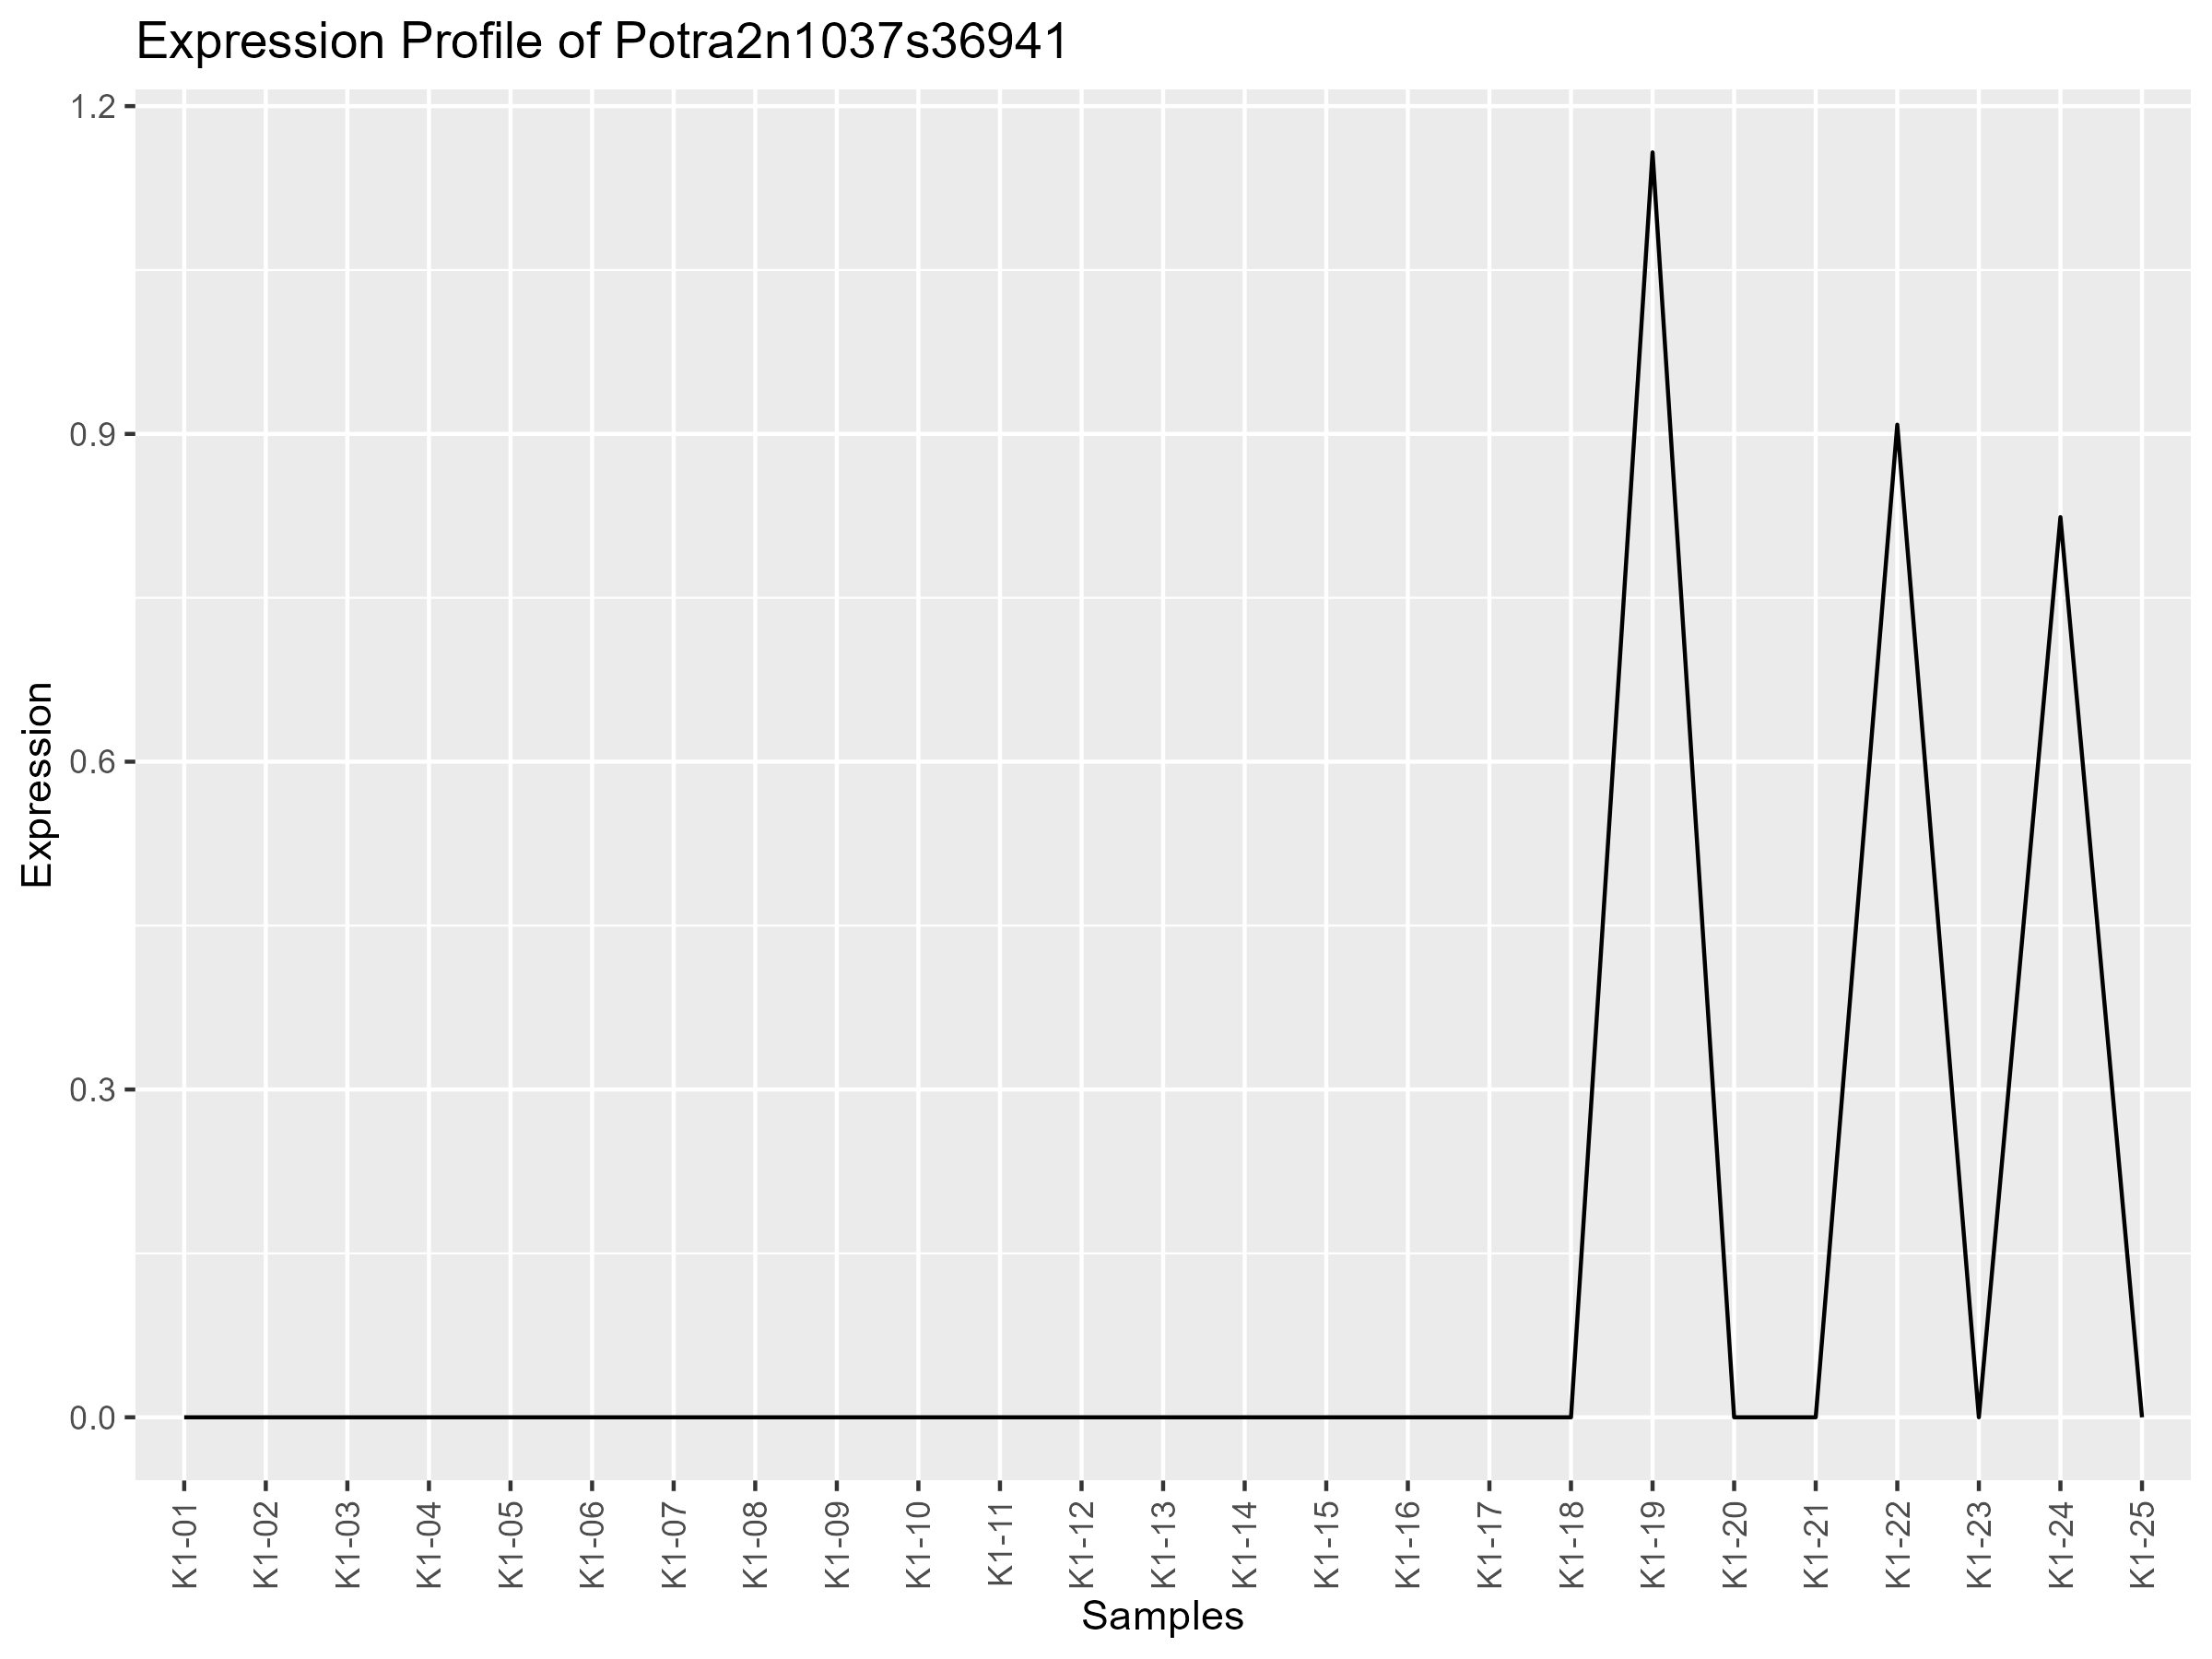 Expression Profile of Potra2n1037s36941
1.2
0.9
0.6
0.3
0.0
Expression
K1-01
K1-02
K1-03
K1-04
K1-05
K1-06
K1-07
K1-08
K1-09
K1-10
K1-11
K1-12
K1-13
K1-14
K1-15
K1-16
K1-17
K1-18
K1-19
K1-20
K1-21
K1-22
K1-23
K1-24
K1-25
Samples